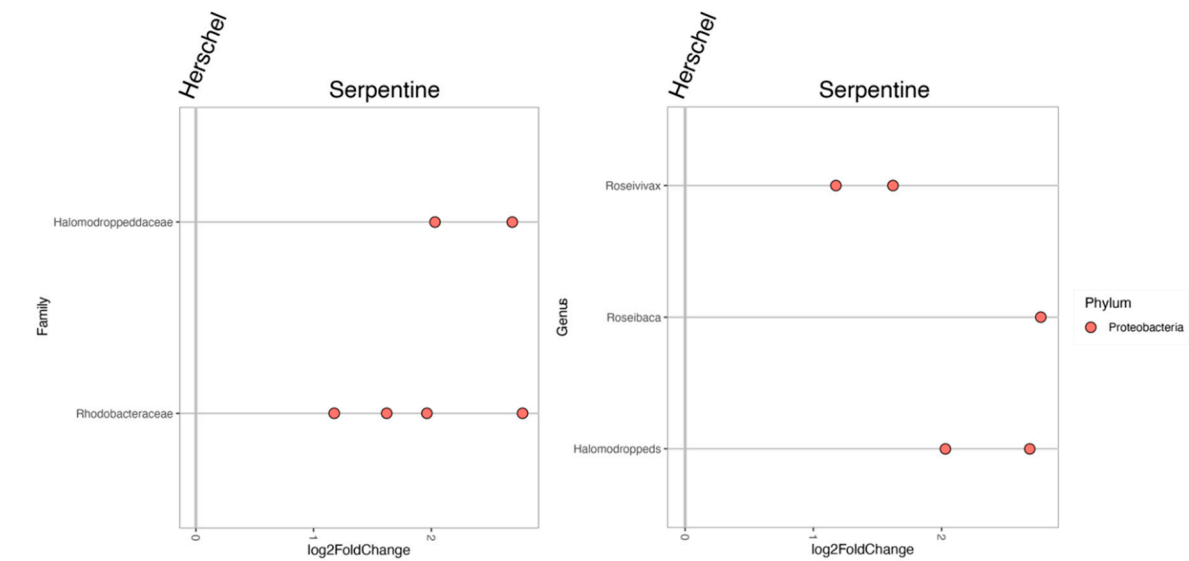 Herschel
Serpentine
Halomodroppeddaceae
Rhodobacteraceae
Family
0
1
2
log2FoldChange
Herschel
Serpentine
Roseivivax
Roseibaca
Halomodroppeds
Genus
0
1
2
log2FoldChange
Phylum
Proteobacteria